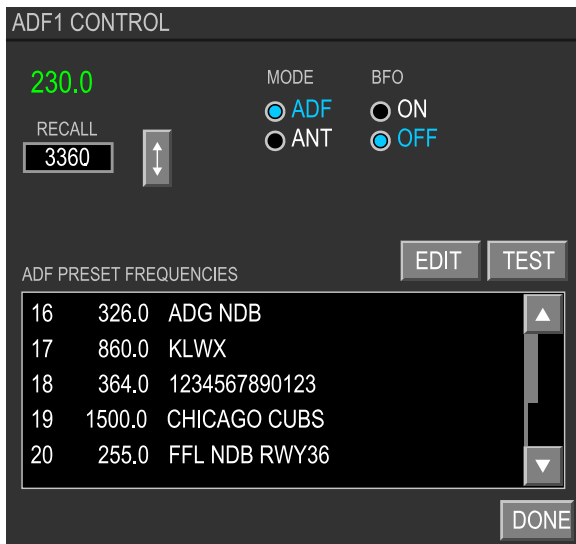 ADF1 CONTROL
230.0
MODE BFO
ADF ON
RECALL
ANT OFF
3360
EDIT TEST
ADF PRESET FREQUENCIES
16 326.0 ADG NDB
17 860.0 KLWX
18 364.0 1234567890123
19 1500.0 CHICAGO CUBS
20 255.0 FFL NDB RWY36
DONE